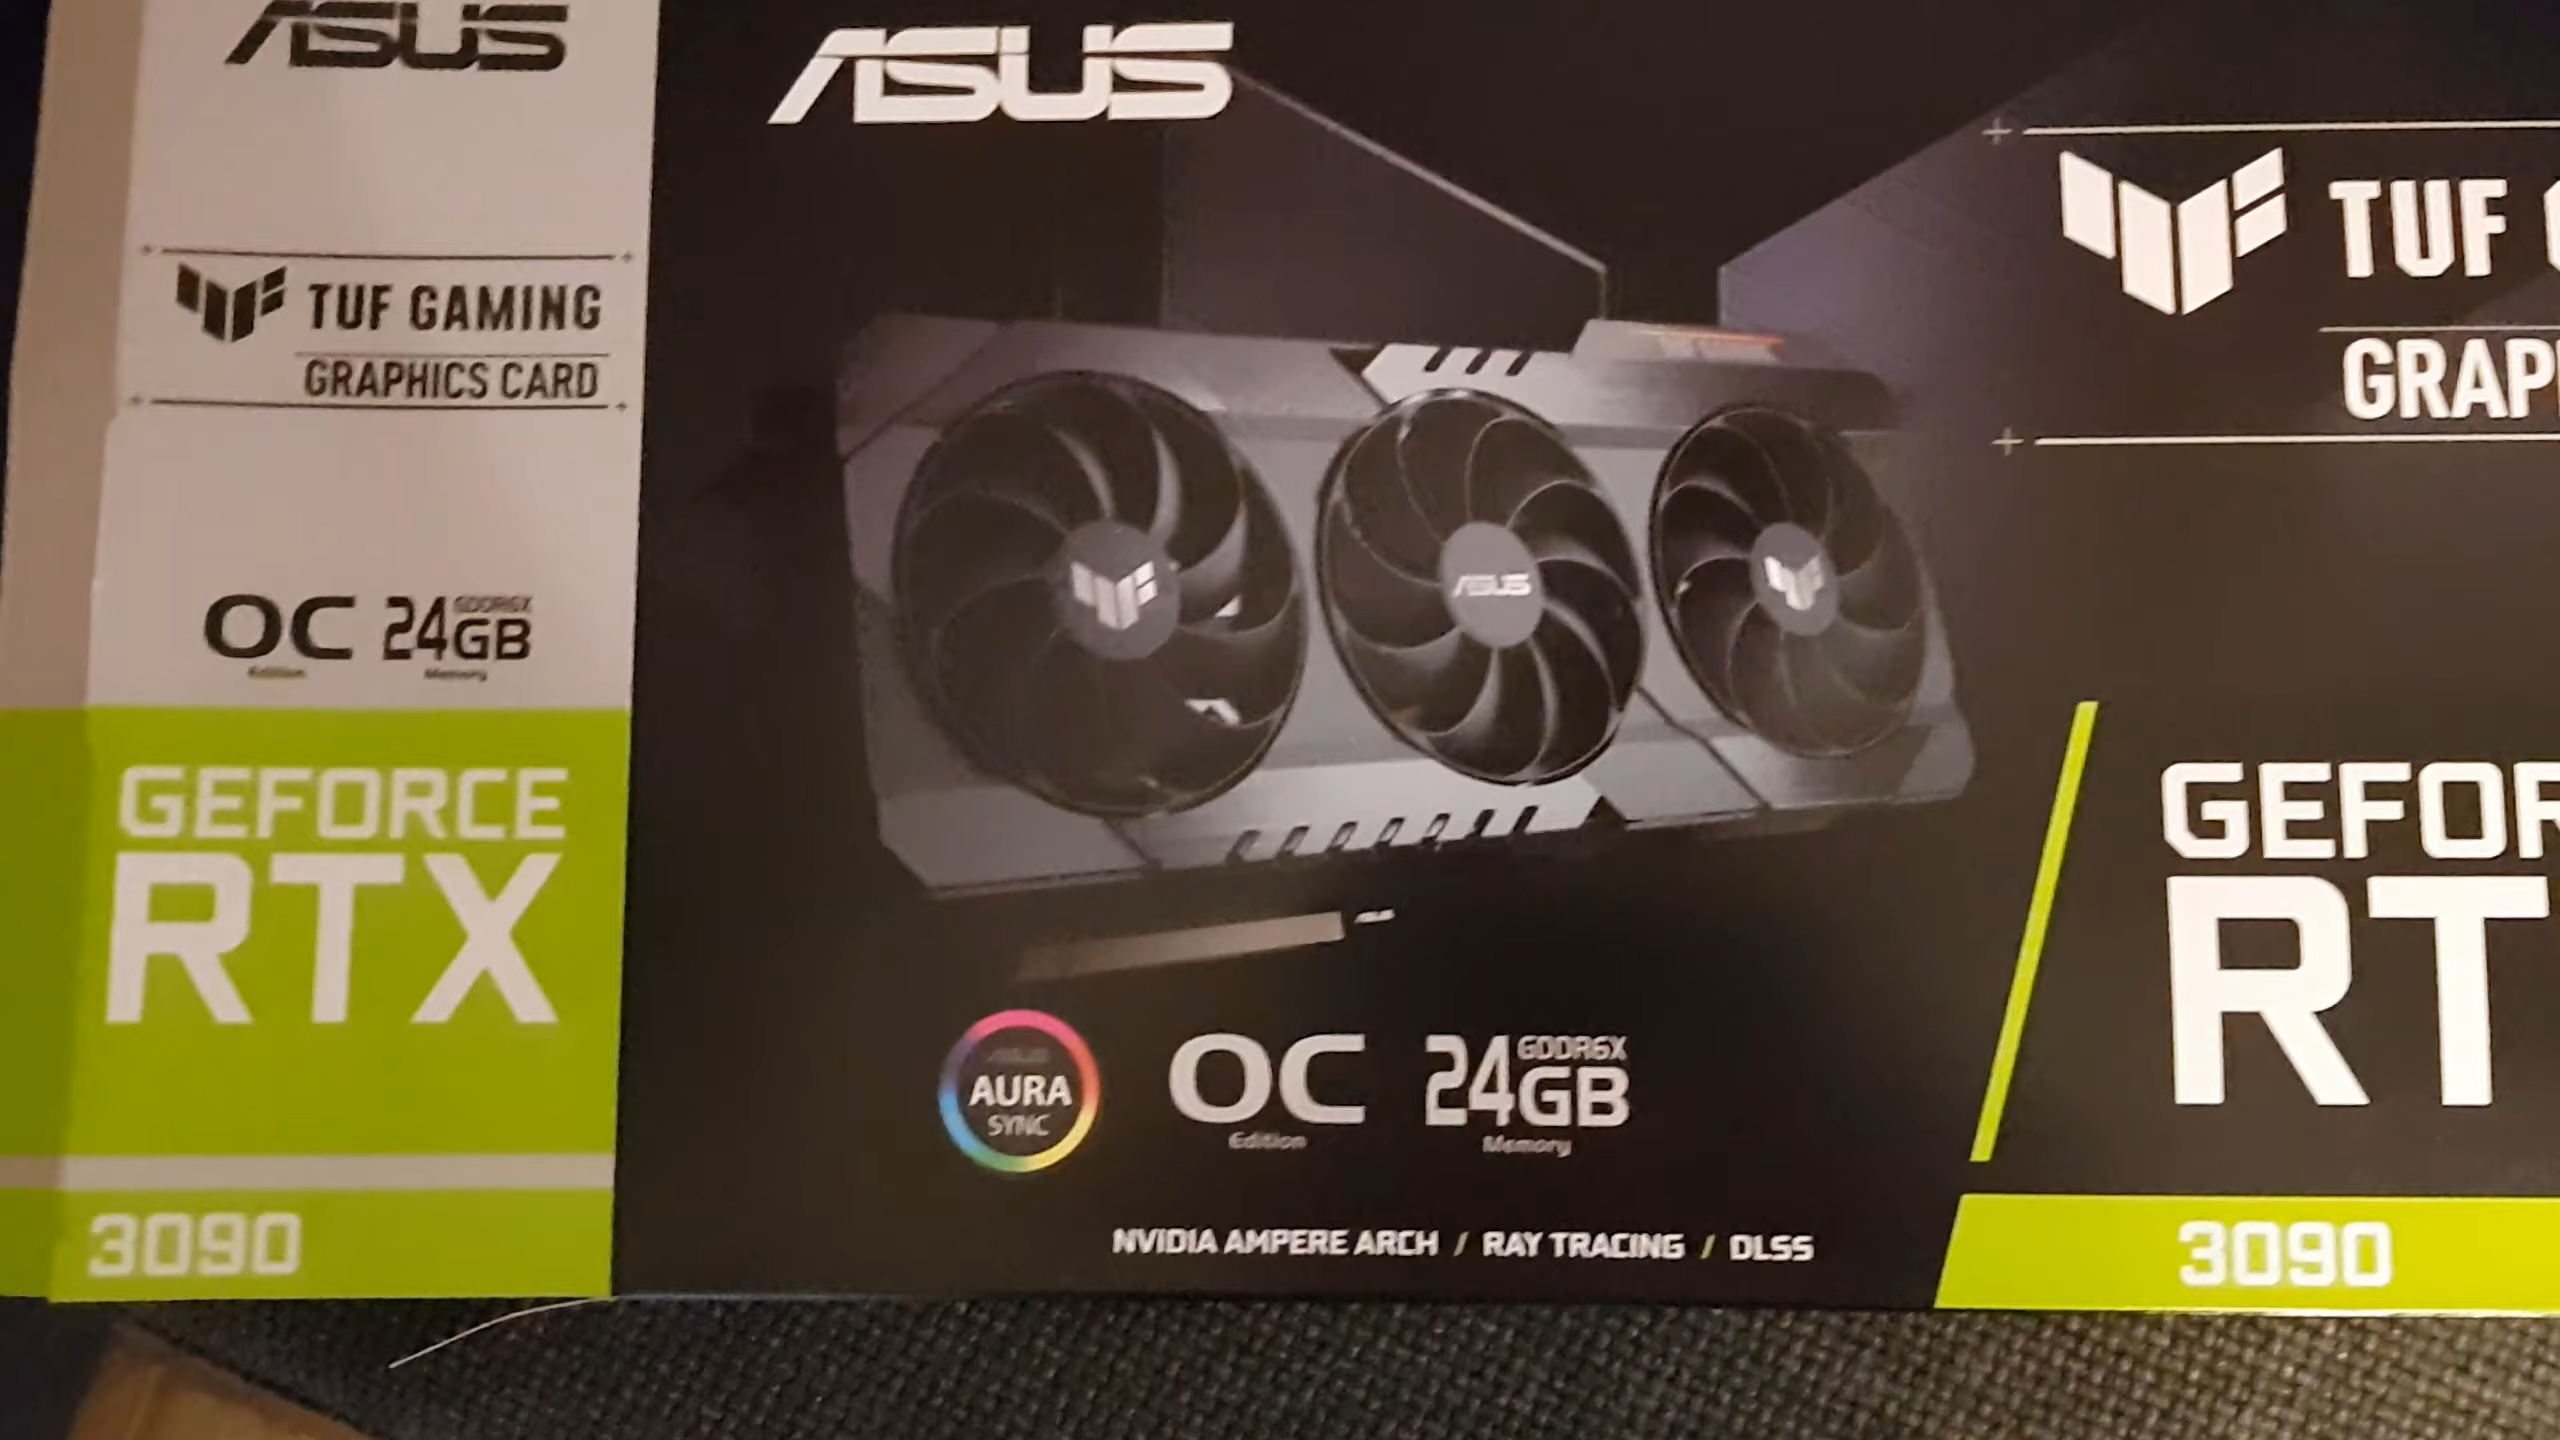 ASUS
TUF GAMING
GRAPHICS CARD
OC
Edition
24GB
GDDR6X
Memory
GEFORCE
RTX
3090
ASUS
ASUS
AURA
SYNC
OC
Edition
24GB
GDDR6X
Memory
NVIDIA AMPERE ARCH / RAY TRACING / DLSS
TUF
GRAP
GEFOR
RT
3090